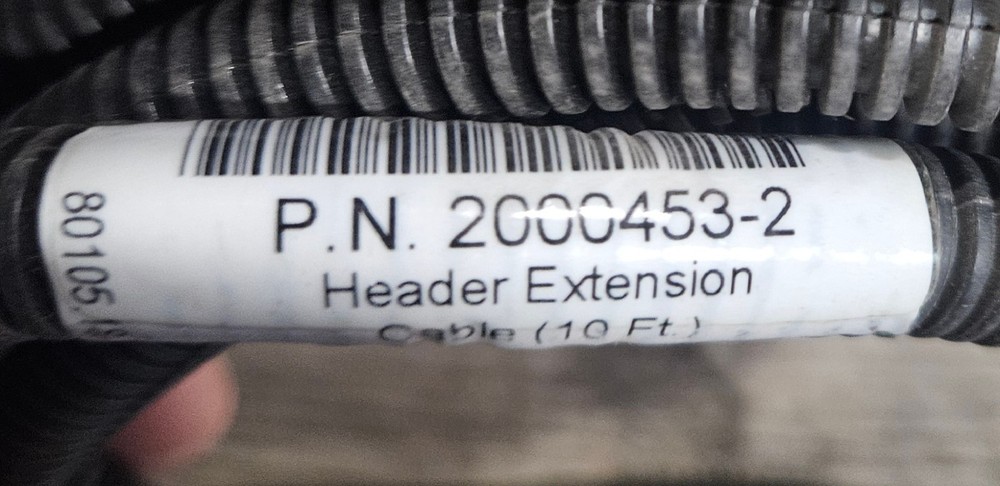 P.N. 2000453-2
Header Extension
Cable (10 Ft.)
80105.